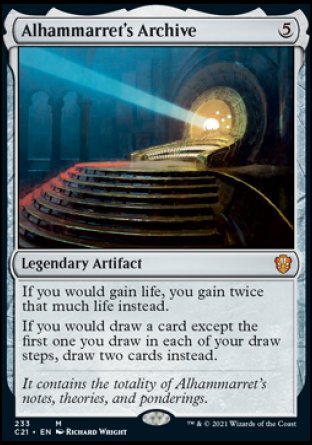 Alhammarret's Archive 5
Legendary Artifact
If you would gain life, you gain twice
that much life instead.
If you would draw a card except the
first one you draw in each of your draw
steps, draw two cards instead.
It contains the totality of Alhammarret's
notes, theories, and ponderings.
233 M
C21 • EN Richard Wright ™ & © 2021 Wizards of the Coast